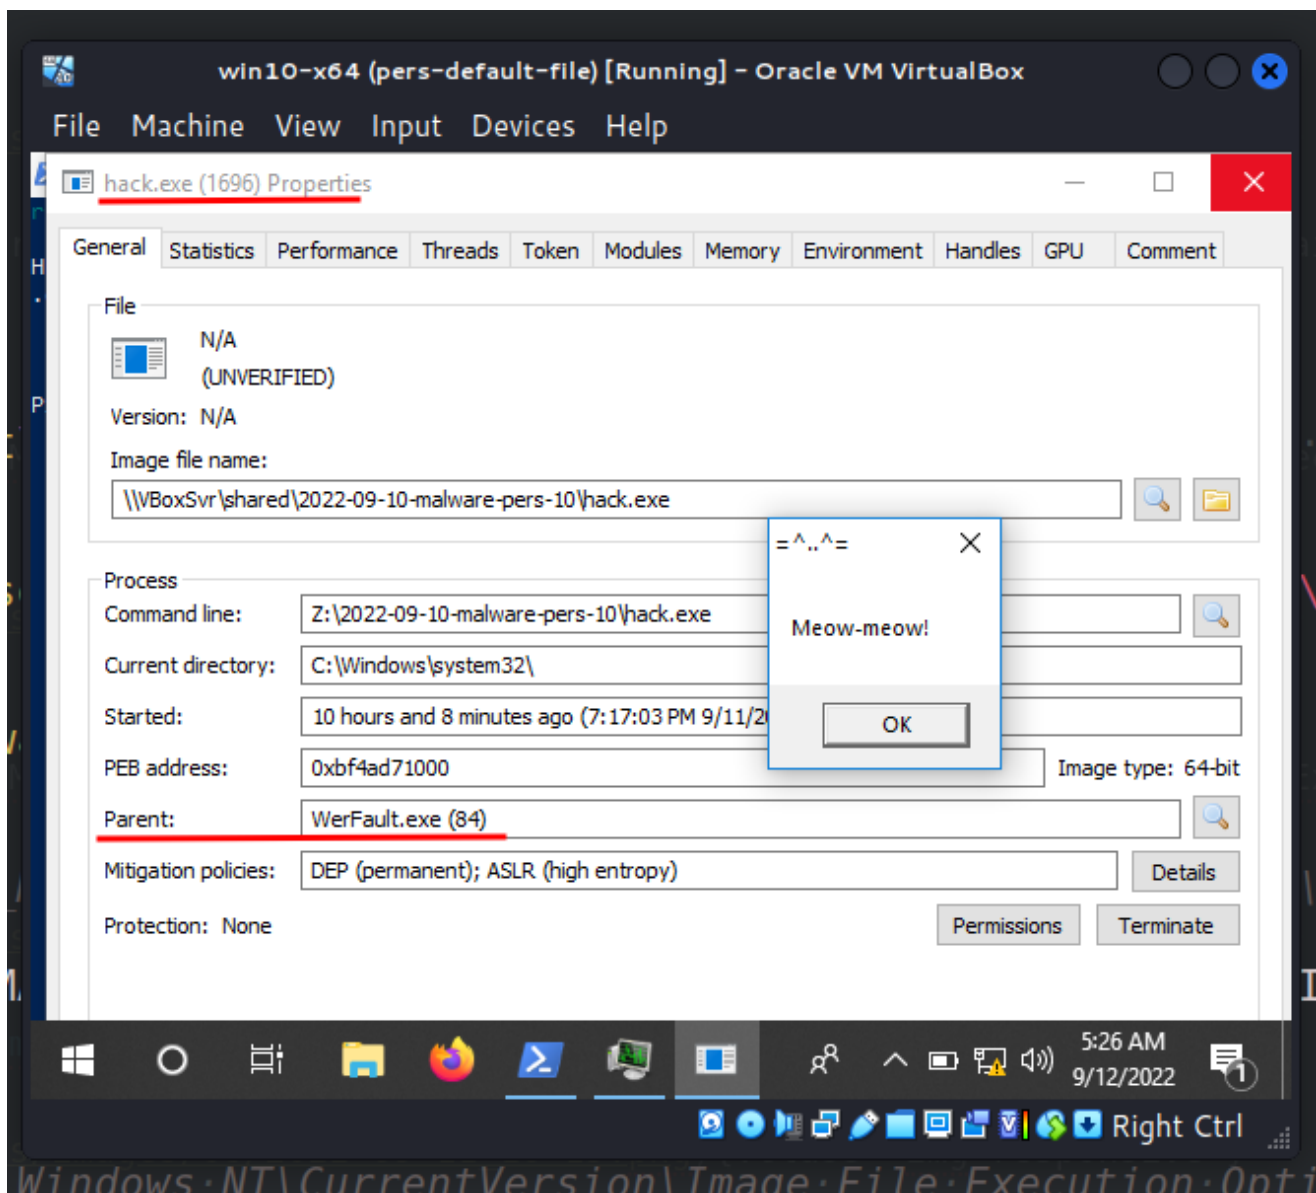 win10-x64 (pers-default-file) [Running] - Oracle VM VirtualBox
File Machine View Input Devices Help
hack.exe (1696) Properties
General Statistics Performance Threads Token Modules Memory Environment Handles GPU Comment
File
N/A
(UNVERIFIED)
Version: N/A
Image file name:
\\VBoxSvr\shared\2022-09-10-malware-pers-10\hack.exe
=^..^=
Process
Command line: Z:\2022-09-10-malware-pers-10\hack.exe
Meow-meow!
Current directory: C:\Windows\system32\
Started: 10 hours and 8 minutes ago (7:17:03 PM 9/11/2
OK
PEB address: 0xbf4ad71000 Image type: 64-bit
Parent: WerFault.exe (84)
Mitigation policies: DEP (permanent); ASLR (high entropy) Details
Protection: None Permissions Terminate
5:26 AM
9/12/2022
1
Right Ctrl
Windows·NT\CurrentVersion\Image·File·Execution·Opt